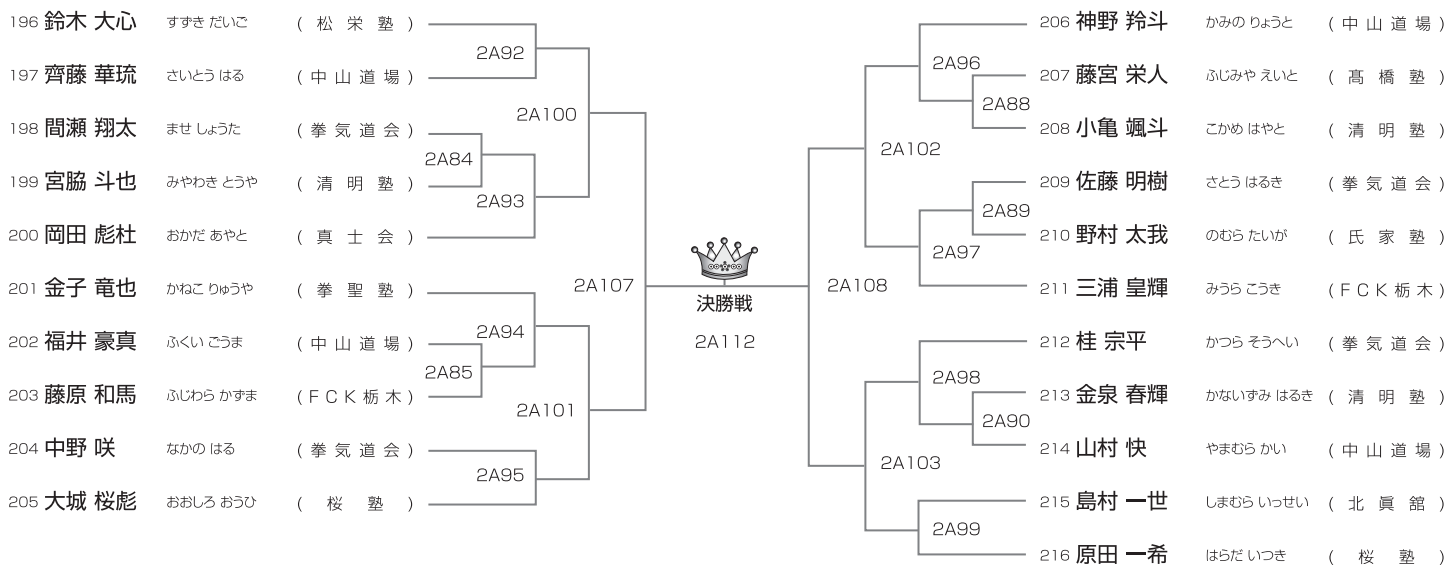 196 鈴木 大心 すずき だいご (松栄塾)
197 齊藤 華琉 さいとう はる (中山道場)
198 間瀬 翔太 ませ しょうた (拳気道会)
199 宮脇 斗也 みやわき とうや (清明塾)
200 岡田 彪杜 おかだ あやと (真士会)
201 金子 竜也 かねこ りゅうや (拳聖塾)
202 福井 豪真 ふくい ごうま (中山道場)
203 藤原 和馬 ふじわら かずま (FCK栃木)
204 中野 咲 なかの はる (拳気道会)
205 大城 桜彪 おおしろ おうひ (桜塾)
2A92
2A84
2A93
2A94
2A85
2A95
2A100
2A101
2A107
決勝戦
2A112
2A108
2A102
2A103
2A96
2A88
2A89
2A97
2A98
2A90
2A99
206 神野 羚斗 かみの りょうと (中山道場)
207 藤宮 栄人 ふじみや えいと (髙橋塾)
208 小亀 颯斗 こかめ はやと (清明塾)
209 佐藤 明樹 さとう はるき (拳気道会)
210 野村 太我 のむら たいが (氏家塾)
211 三浦 皇輝 みうら こうき (FCK栃木)
212 桂 宗平 かつら そうへい (拳気道会)
213 金泉 春輝 かないずみ はるき (清明塾)
214 山村 快 やまむら かい (中山道場)
215 島村 一世 しまむら いっせい (北眞舘)
216 原田 一希 はらだ いつき (桜塾)